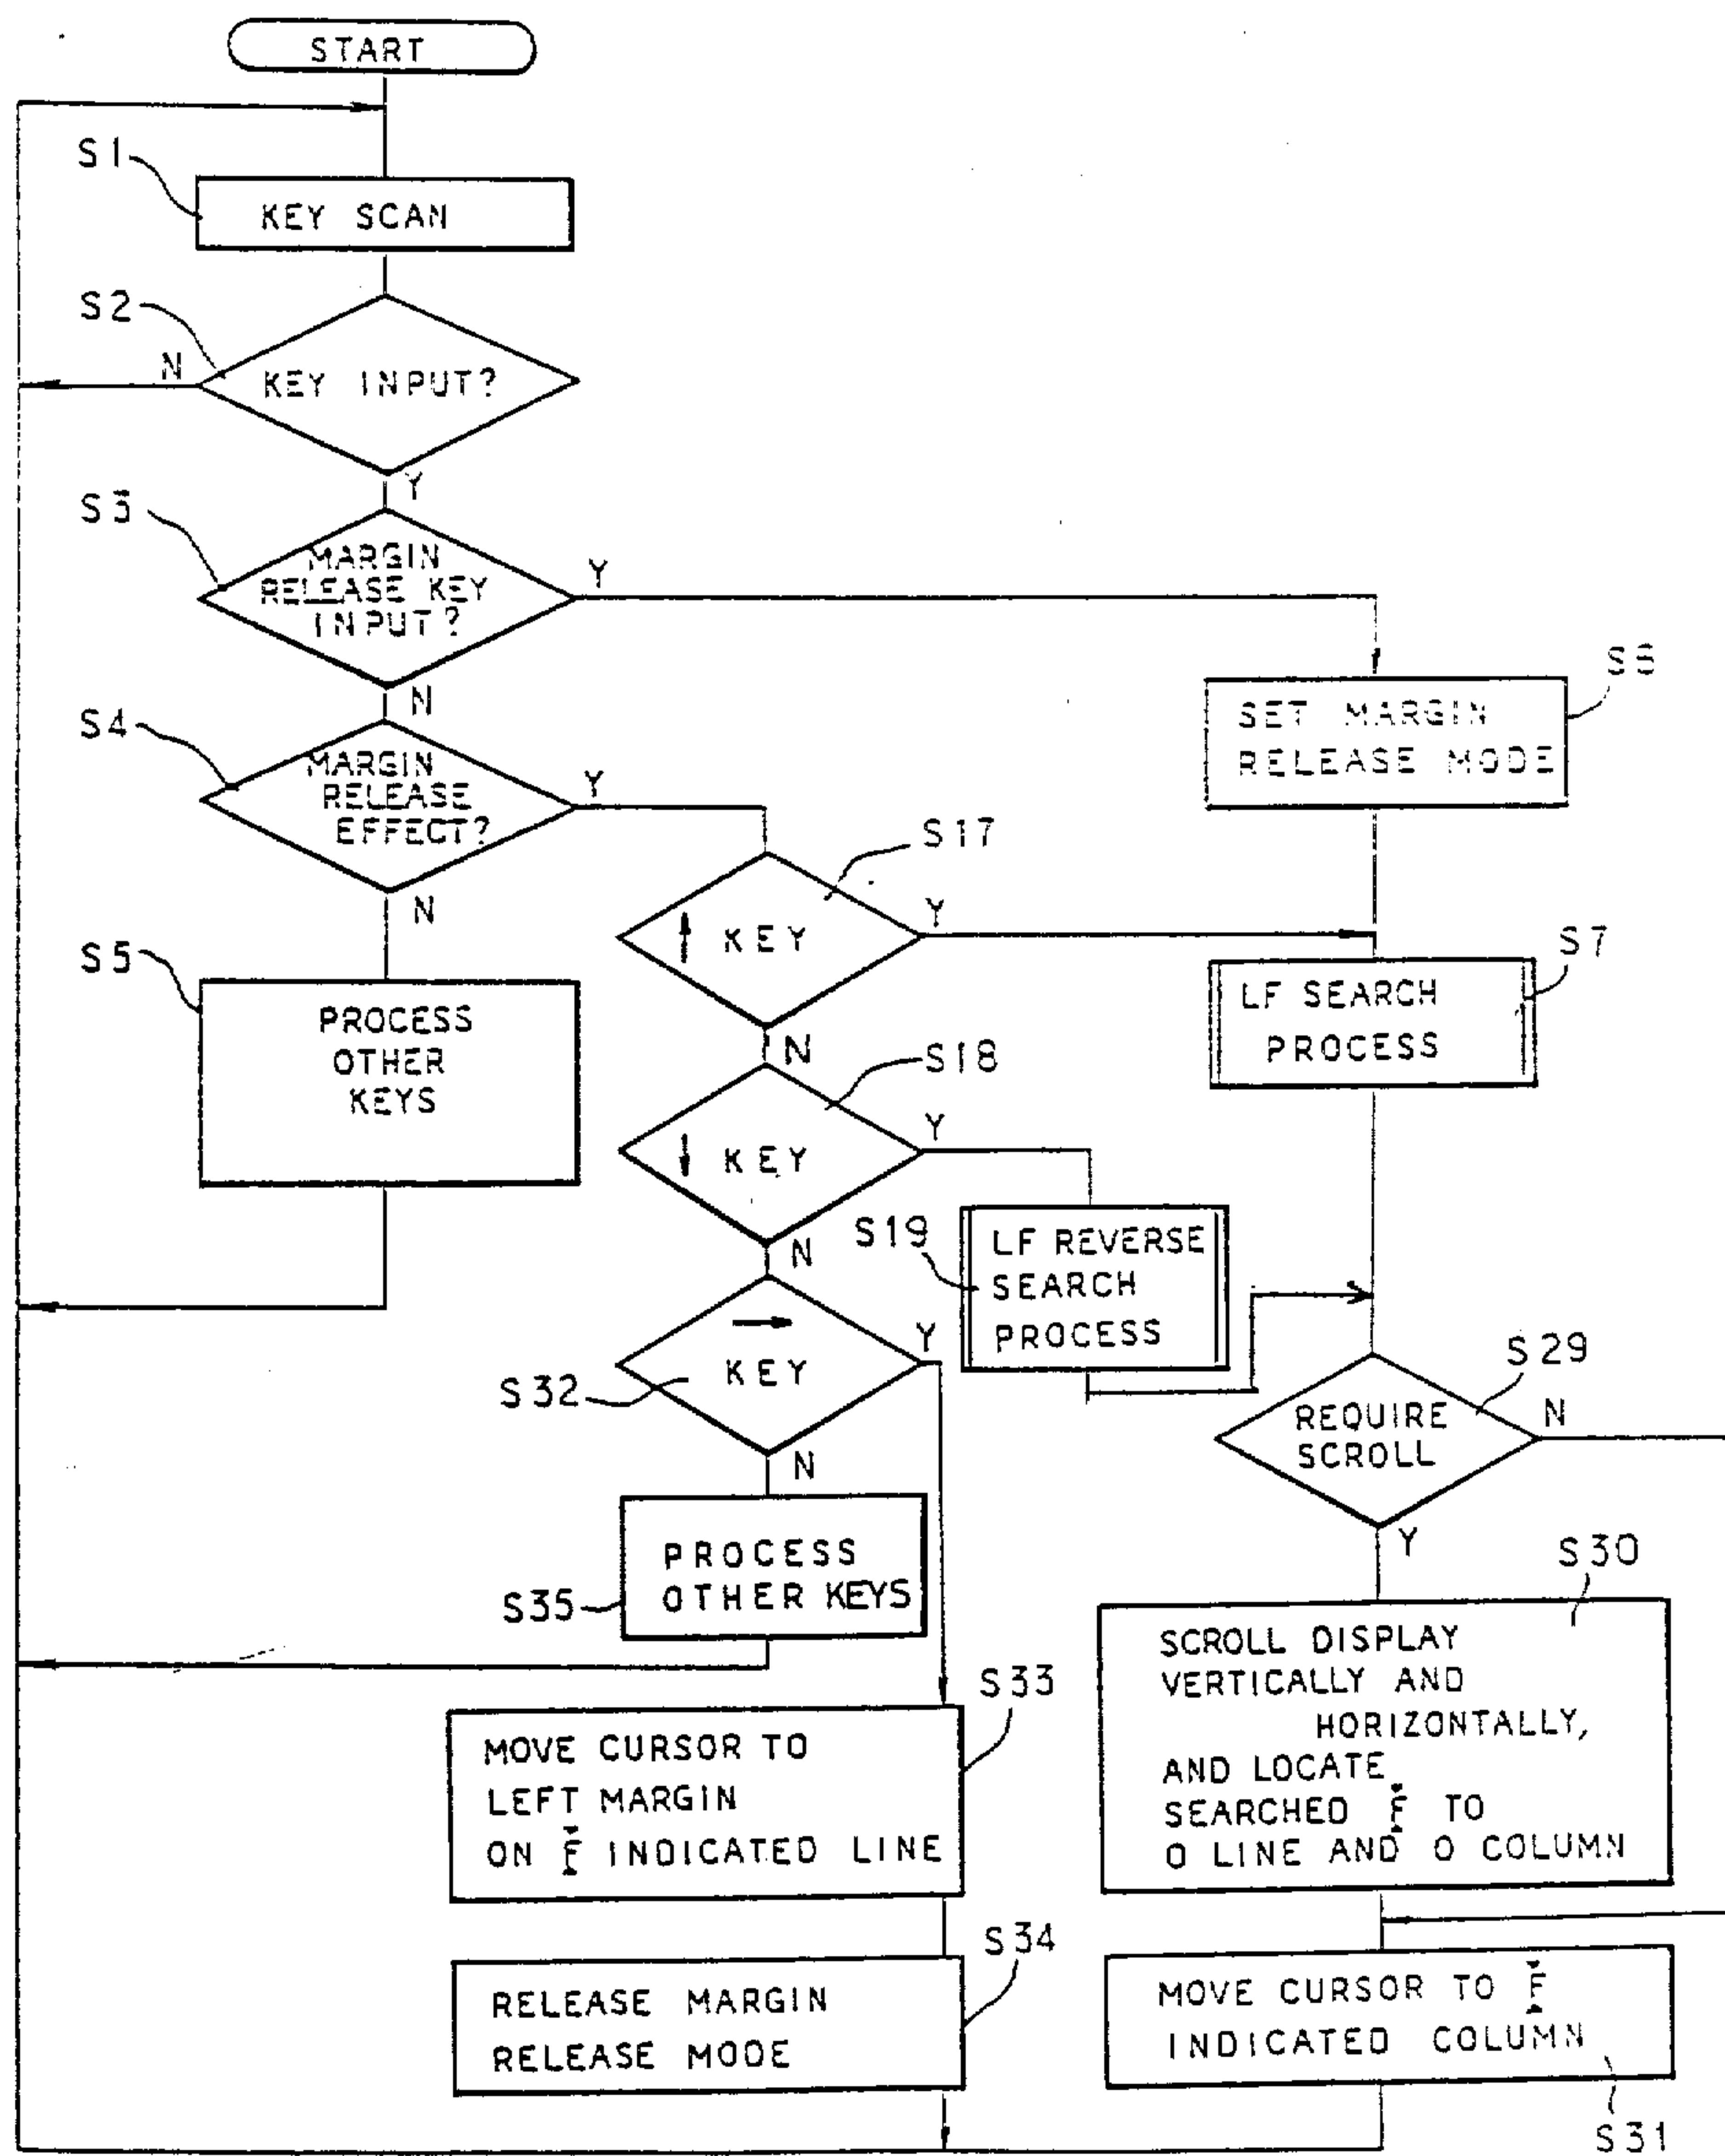 START
S1
KEY SCAN
S2
N
KEY INPUT?
Y
S3
MARGIN
RELEASE KEY
INPUT?
Y
N
S6
SET MARGIN
RELEASE MODE
S4
MARGIN
RELEASE
EFFECT?
Y
N
S17
↑ KEY
Y
N
S7
LF SEARCH
PROCESS
S5
PROCESS
OTHER
KEYS
S18
↓ KEY
Y
N
S19
LF REVERSE
SEARCH
PROCESS
S32
→
KEY
Y
N
S29
REQUIRE
SCROLL
N
Y
S35
PROCESS
OTHER KEYS
S30
SCROLL DISPLAY
VERTICALLY AND
HORIZONTALLY,
AND LOCATE
SEARCHED TO
0 LINE AND 0 COLUMN
S33
MOVE CURSOR TO
LEFT MARGIN
ON INDICATED LINE
S34
RELEASE MARGIN
RELEASE MODE
MOVE CURSOR TO
INDICATED COLUMN
S31